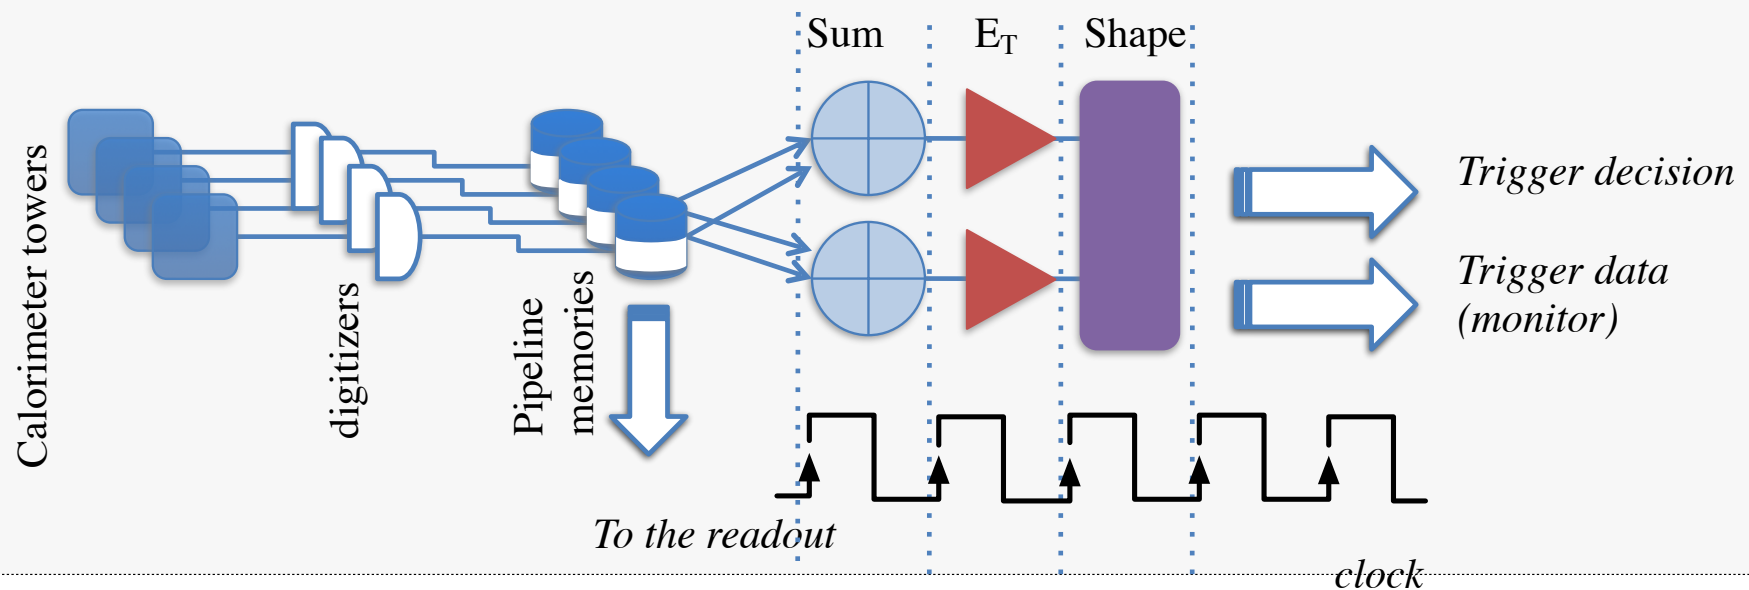 Sum
E_T
Shape
Calorimeter towers
digitizers
Pipeline
memories
Trigger decision
Trigger data
(monitor)
To the readout
clock